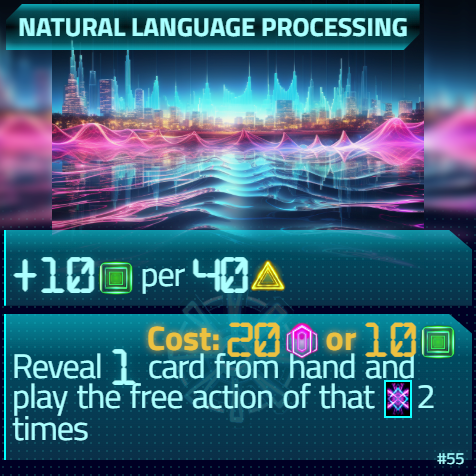 NATURAL LANGUAGE PROCESSING
+10 per 40
Cost: 20 or 10
Reveal 1 card from hand and
play the free action of that 2
times
#55